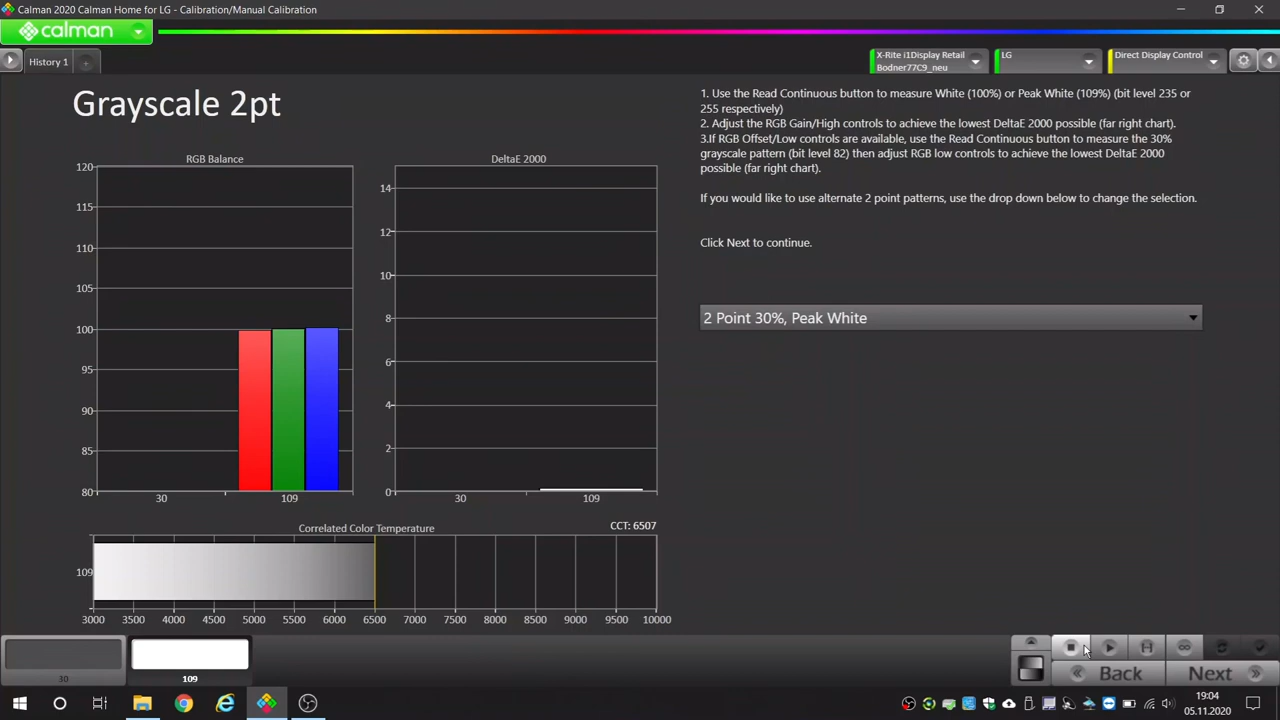 Calman 2020 Calman Home for LG - Calibration/Manual Calibration
calman
History 1
X-Rite i1Display Retail
Bodner77C9_neu
LG
Direct Display Control
Grayscale 2pt
1. Use the Read Continuous button to measure White (100%) or Peak White (109%) (bit level 235 or
255 respectively)
2. Adjust the RGB Gain/High controls to achieve the lowest DeltaE 2000 possible (far right chart).
3.If RGB Offset/Low controls are available, use the Read Continuous button to measure the 30%
grayscale pattern (bit level 82) then adjust RGB low controls to achieve the lowest DeltaE 2000
possible (far right chart).
If you would like to use alternate 2 point patterns, use the drop down below to change the selection.
Click Next to continue.
2 Point 30%, Peak White
RGB Balance
120
115
110
105
100
95
90
85
80
30 109
DeltaE 2000
14
12
10
8
6
4
2
0
30 109
Correlated Color Temperature
CCT: 6507
109
3000 4000 4500 5000 5500 6000 6500 7000 7500 8000 8500 9000 9500 10000
30
109
Back
Next
19:04
05.11.2020